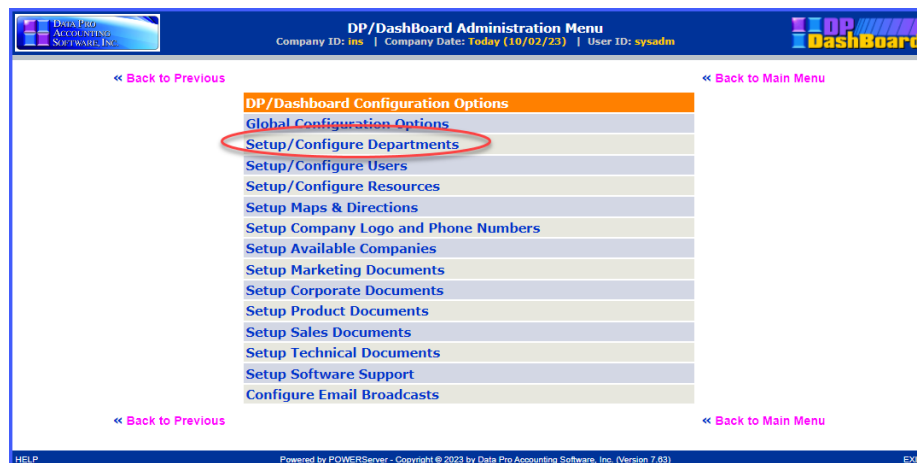 DATA PRO
ACCOUNTING
SOFTWARE, INC.
DP/DashBoard Administration Menu
Company ID: ins | Company Date: Today (10/02/23) | User ID: sysadm
DP
DashBoard
« Back to Previous
« Back to Main Menu
DP/Dashboard Configuration Options
Global Configuration Options
Setup/Configure Departments
Setup/Configure Users
Setup/Configure Resources
Setup Maps & Directions
Setup Company Logo and Phone Numbers
Setup Available Companies
Setup Marketing Documents
Setup Corporate Documents
Setup Product Documents
Setup Sales Documents
Setup Technical Documents
Setup Software Support
Configure Email Broadcasts
« Back to Previous
« Back to Main Menu
HELP
Powered by POWERServer - Copyright © 2023 by Data Pro Accounting Software, Inc. (Version 7.63)